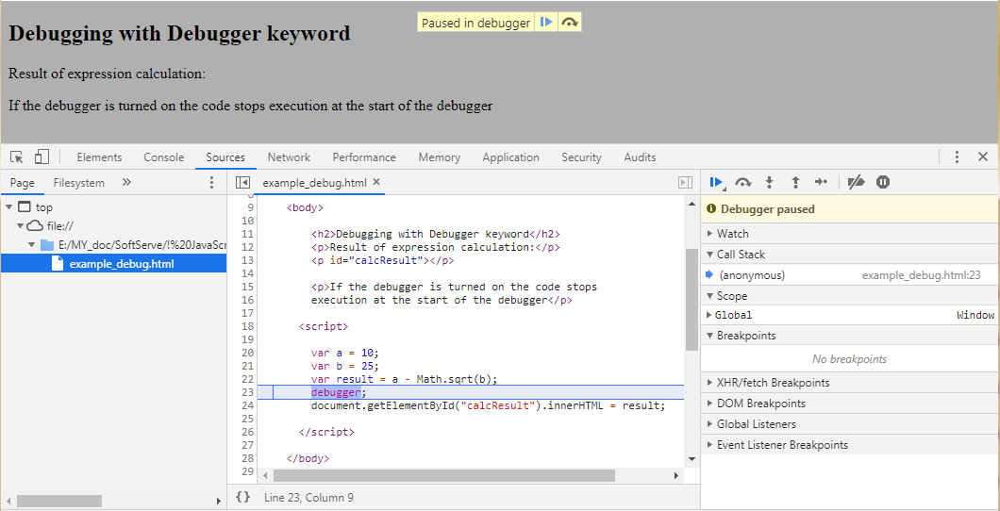 Paused in debugger
Debugging with Debugger keyword
Result of expression calculation:
If the debugger is turned on the code stops execution at the start of the debugger
Elements Console Sources Network Performance Memory Application Security Audits
Page Filesystem »
top
file://
E:/MY_doc/SoftServe/!%20JavaScr
example_debug.html
example_debug.html ×
9 <body>
10
11 <h2>Debugging with Debugger keyword</h2>
12 <p>Result of expression calculation:</p>
13 <p id="calcResult"></p>
14
15 <p>If the debugger is turned on the code stops
16 execution at the start of the debugger</p>
17
18 <script>
19
20 var a = 10;
21 var b = 25;
22 var result = a - Math.sqrt(b);
23 debugger;
24 document.getElementById("calcResult").innerHTML = result;
25
26 </script>
27
28 </body>
29
{} Line 23, Column 9
Debugger paused
Watch
Call Stack
(anonymous) example_debug.html:23
Scope
Global Window
Breakpoints
No breakpoints
XHR/fetch Breakpoints
DOM Breakpoints
Global Listeners
Event Listener Breakpoints